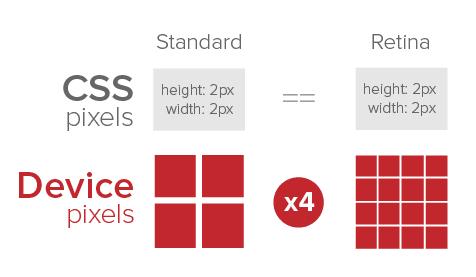 Standard
Retina
CSS
pixels
height: 2px
width: 2px
==
height: 2px
width: 2px
Device
pixels
x4